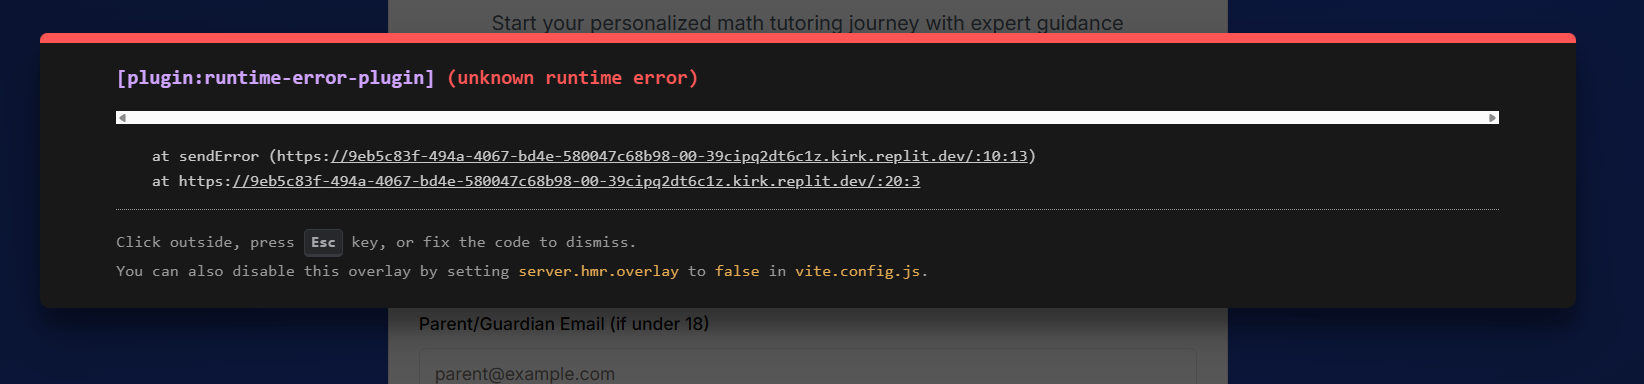 Start your personalized math tutoring journey with expert guidance
[plugin:runtime-error-plugin] (unknown runtime error)
at sendError (https://9eb5c83f-494a-4067-bd4e-580047c68b98-00-39cipq2dt6c1z.kirk.replit.dev/:10:13)
at https://9eb5c83f-494a-4067-bd4e-580047c68b98-00-39cipq2dt6c1z.kirk.replit.dev/:20:3
Click outside, press Esc key, or fix the code to dismiss.
You can also disable this overlay by setting server.hmr.overlay to false in vite.config.js.
Parent/Guardian Email (if under 18)
parent@example.com